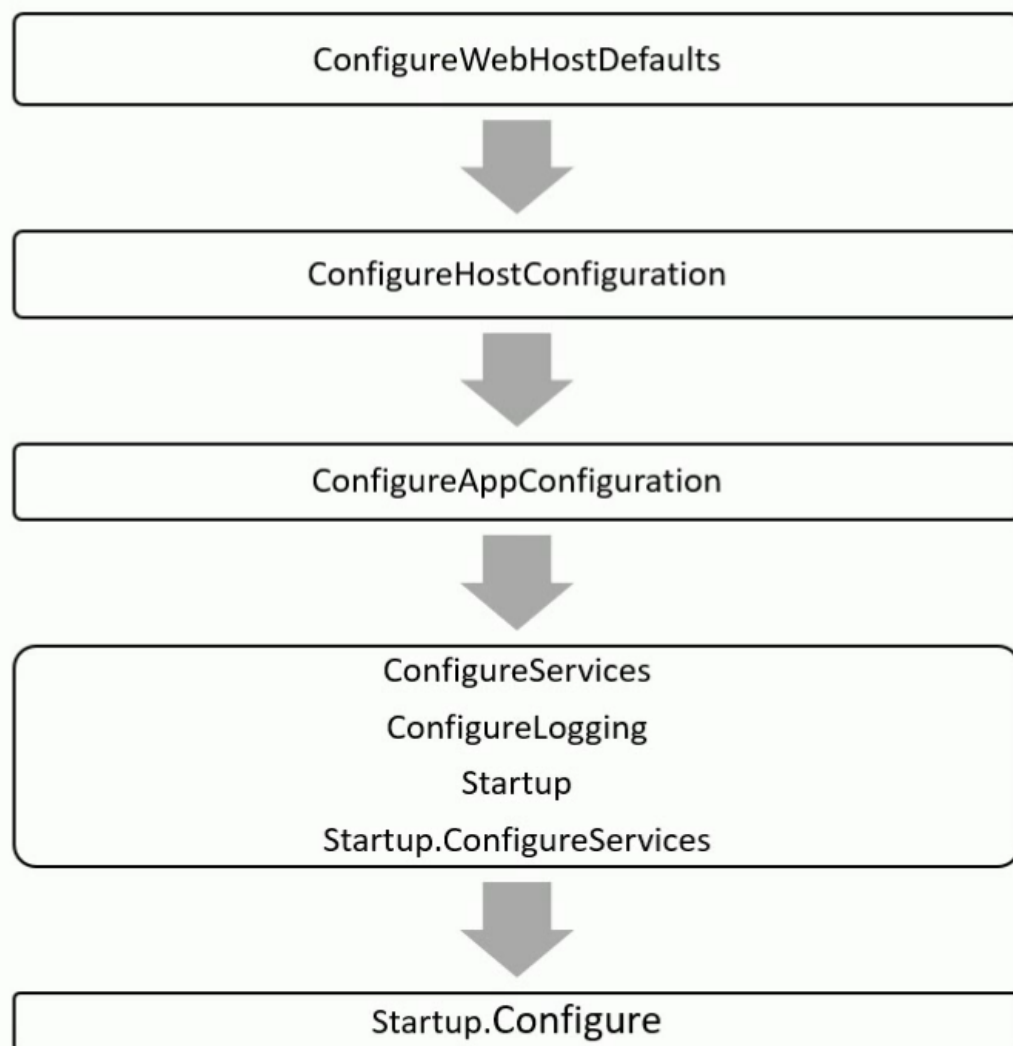 ConfigureWebHostDefaults
ConfigureHostConfiguration
ConfigureAppConfiguration
ConfigureServices
ConfigureLogging
Startup
Startup.ConfigureServices
Startup.Configure